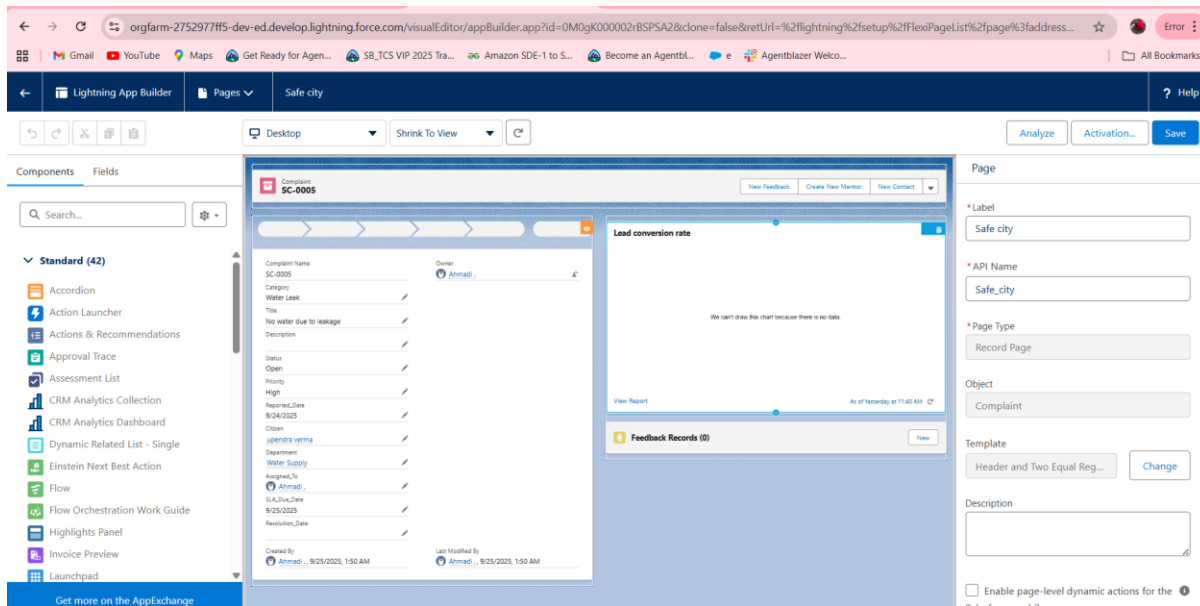 orgfarm-2752977ff5-dev-ed.develop.lightning.force.com/visualEditor/appBuilder.app?id=0M0gK000002rBSPSA2&clone=false&retUrl=%2flightning%2fsetup%2fFlexiPageList%2fpage%3faddress...
Error
Gmail YouTube Maps Get Ready for Agen... SB_TCS VIP 2025 Tra... Amazon SDE-1 to S... Become an Agentbl... e Agentblazer Welco... All Bookmarks
Lightning App Builder Pages Safe city ? Help
Desktop Shrink To View Analyze Activation... Save
Components Fields
Search...
Standard (42)
Accordion
Action Launcher
Actions & Recommendations
Approval Trace
Assessment List
CRM Analytics Collection
CRM Analytics Dashboard
Dynamic Related List - Single
Einstein Next Best Action
Flow
Flow Orchestration Work Guide
Highlights Panel
Invoice Preview
Launchpad
Get more on the AppExchange
Complaint
SC-0005
New Feedback Create New Mentor New Contact
Complaint Name
SC-0005
Owner
Ahmadi .
Category
Water Leak
Title
No water due to leakage
Description
Status
Open
Priority
High
Reported_Date
9/24/2025
Citizen
upendra verma
Department
Water Supply
Assigned_To
Ahmadi .
SLA_Due_Date
9/25/2025
Resolution_Date
Created By
Ahmadi ., 9/25/2025, 1:50 AM
Last Modified By
Ahmadi ., 9/25/2025, 1:50 AM
Lead conversion rate
We can't draw this chart because there is no data.
View Report As of Yesterday at 11:40 AM
Feedback Records (0) New
Page
*Label
Safe city
*API Name
Safe_city
*Page Type
Record Page
Object
Complaint
Template
Header and Two Equal Reg... Change
Description
Enable page-level dynamic actions for the